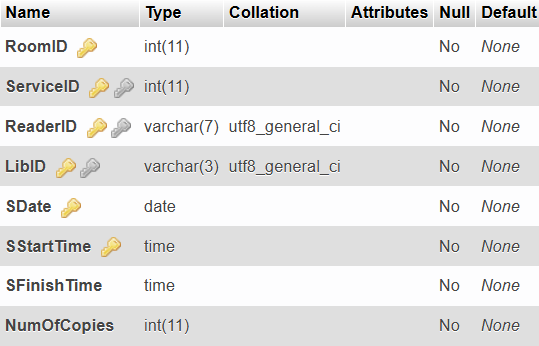 Name Type Collation Attributes Null Default
RoomID int(11) No None
ServiceID int(11) No None
ReaderID varchar(7) utf8_general_ci No None
LibID varchar(3) utf8_general_ci No None
SDate date No None
SStartTime time No None
SFinishTime time No None
NumOfCopies int(11) No None